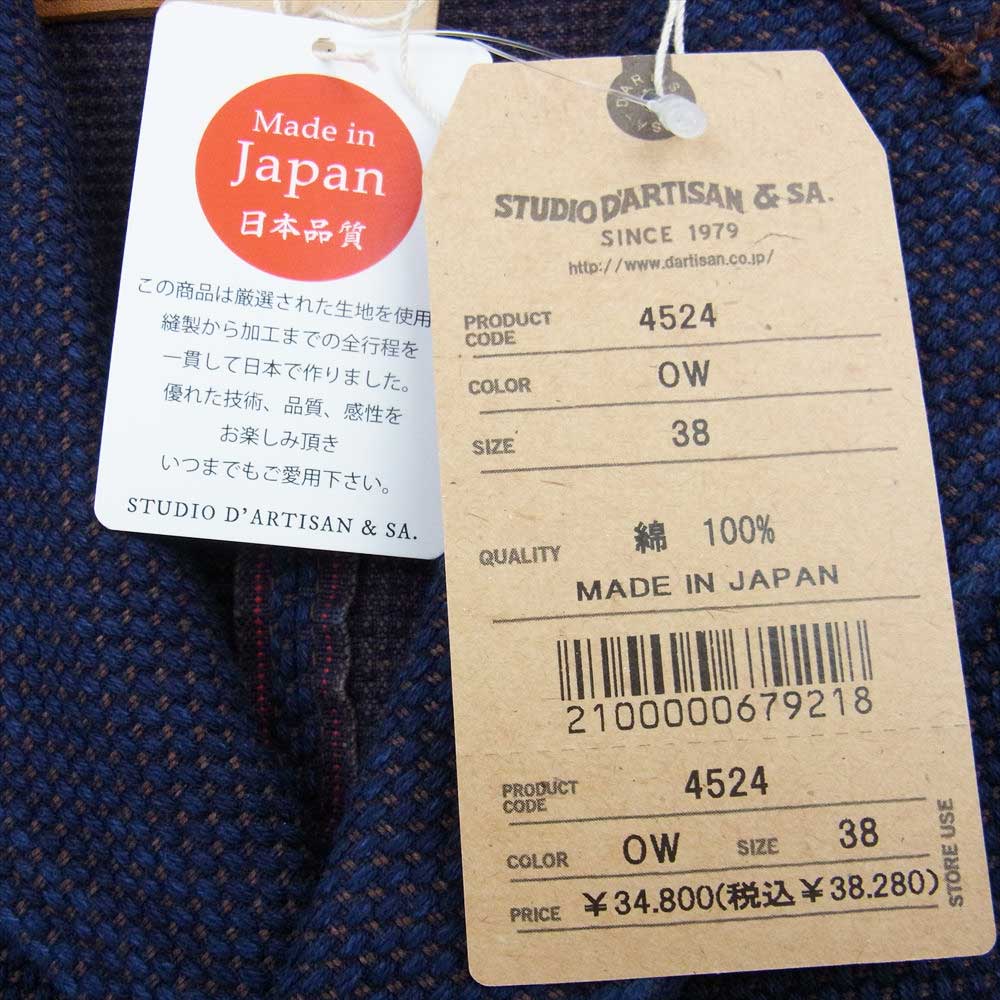 Made in
Japan
日本品質
この商品は厳選された生地を使用
縫製から加工までの全行程を
一貫して日本で作りました。
優れた技術、品質、感性を
お楽しみ頂き
いつまでもご愛用下さい。
STUDIO D'ARTISAN & SA.
STUDIO D'ARTISAN & SA.
SINCE 1979
http://www.dartisan.co.jp/
PRODUCT CODE 4524
COLOR OW
SIZE 38
QUALITY 綿 100%
MADE IN JAPAN
2100000679218
PRODUCT CODE 4524
COLOR OW SIZE 38
PRICE ¥34.800(税込¥38.280)
STORE USE